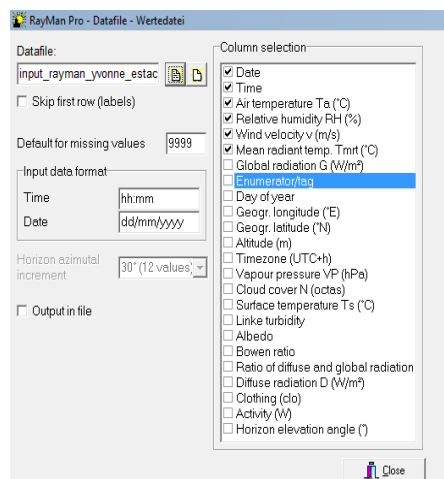 RayMan Pro - Datafile - Wertedatei
Datafile:
input_rayman_yvonne_estac
Skip first row (labels)
Default for missing values 9999
Input data format
Time hh:mm
Date dd/mm/yyyy
Horizon azimutal increment 30° (12 values)
Output in file
Column selection
Date
Time
Air temperature Ta (°C)
Relative humidity RH (%)
Wind velocity v (m/s)
Mean radiant temp. Tmrt (°C)
Global radiation G (W/m²)
Enumerator/tag
Day of year
Geogr. longitude (°E)
Geogr. latitude (°N)
Altitude (m)
Timezone (UTC+h)
Vapour pressure VP (hPa)
Cloud cover N (octas)
Surface temperature Ts (°C)
Linke turbidity
Albedo
Bowen ratio
Ratio of diffuse and global radiation
Diffuse radiation D (W/m²)
Clothing (clo)
Activity (W)
Horizon elevation angle (°)
Close